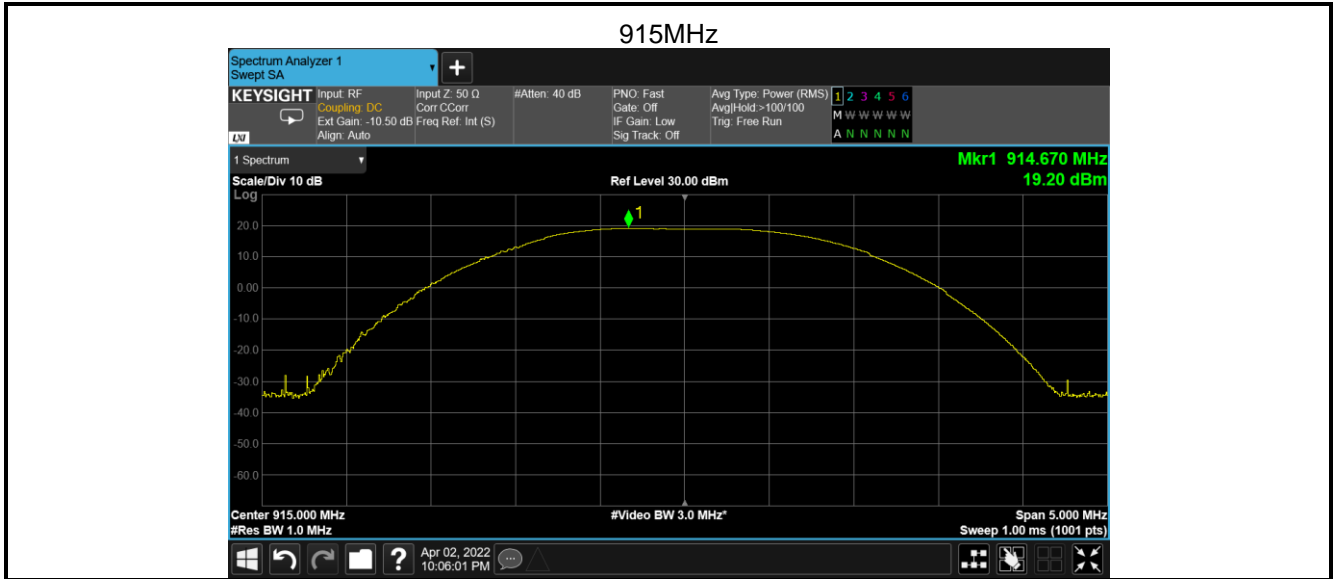 915MHz
Spectrum Analyzer 1
Swept SA
KEYSIGHT
LXI
Input: RF
Coupling: DC
Ext Gain: -10.50 dB
Align: Auto
Input Z: 50 Ω
Corr CCorr
Freq Ref: Int (S)
#Atten: 40 dB
PNO: Fast
Gate: Off
IF Gain: Low
Sig Track: Off
Avg Type: Power (RMS)
Avg|Hold:>100/100
Trig: Free Run
1 2 3 4 5 6
M W W W W W
A N N N N N
1 Spectrum
Mkr1 914.670 MHz
Scale/Div 10 dB
Ref Level 30.00 dBm
19.20 dBm
Log
1
20.0
10.0
0.00
-10.0
-20.0
-30.0
-40.0
-50.0
-60.0
Center 915.000 MHz
#Video BW 3.0 MHz*
Span 5.000 MHz
#Res BW 1.0 MHz
Sweep 1.00 ms (1001 pts)
?
Apr 02, 2022
10:06:01 PM